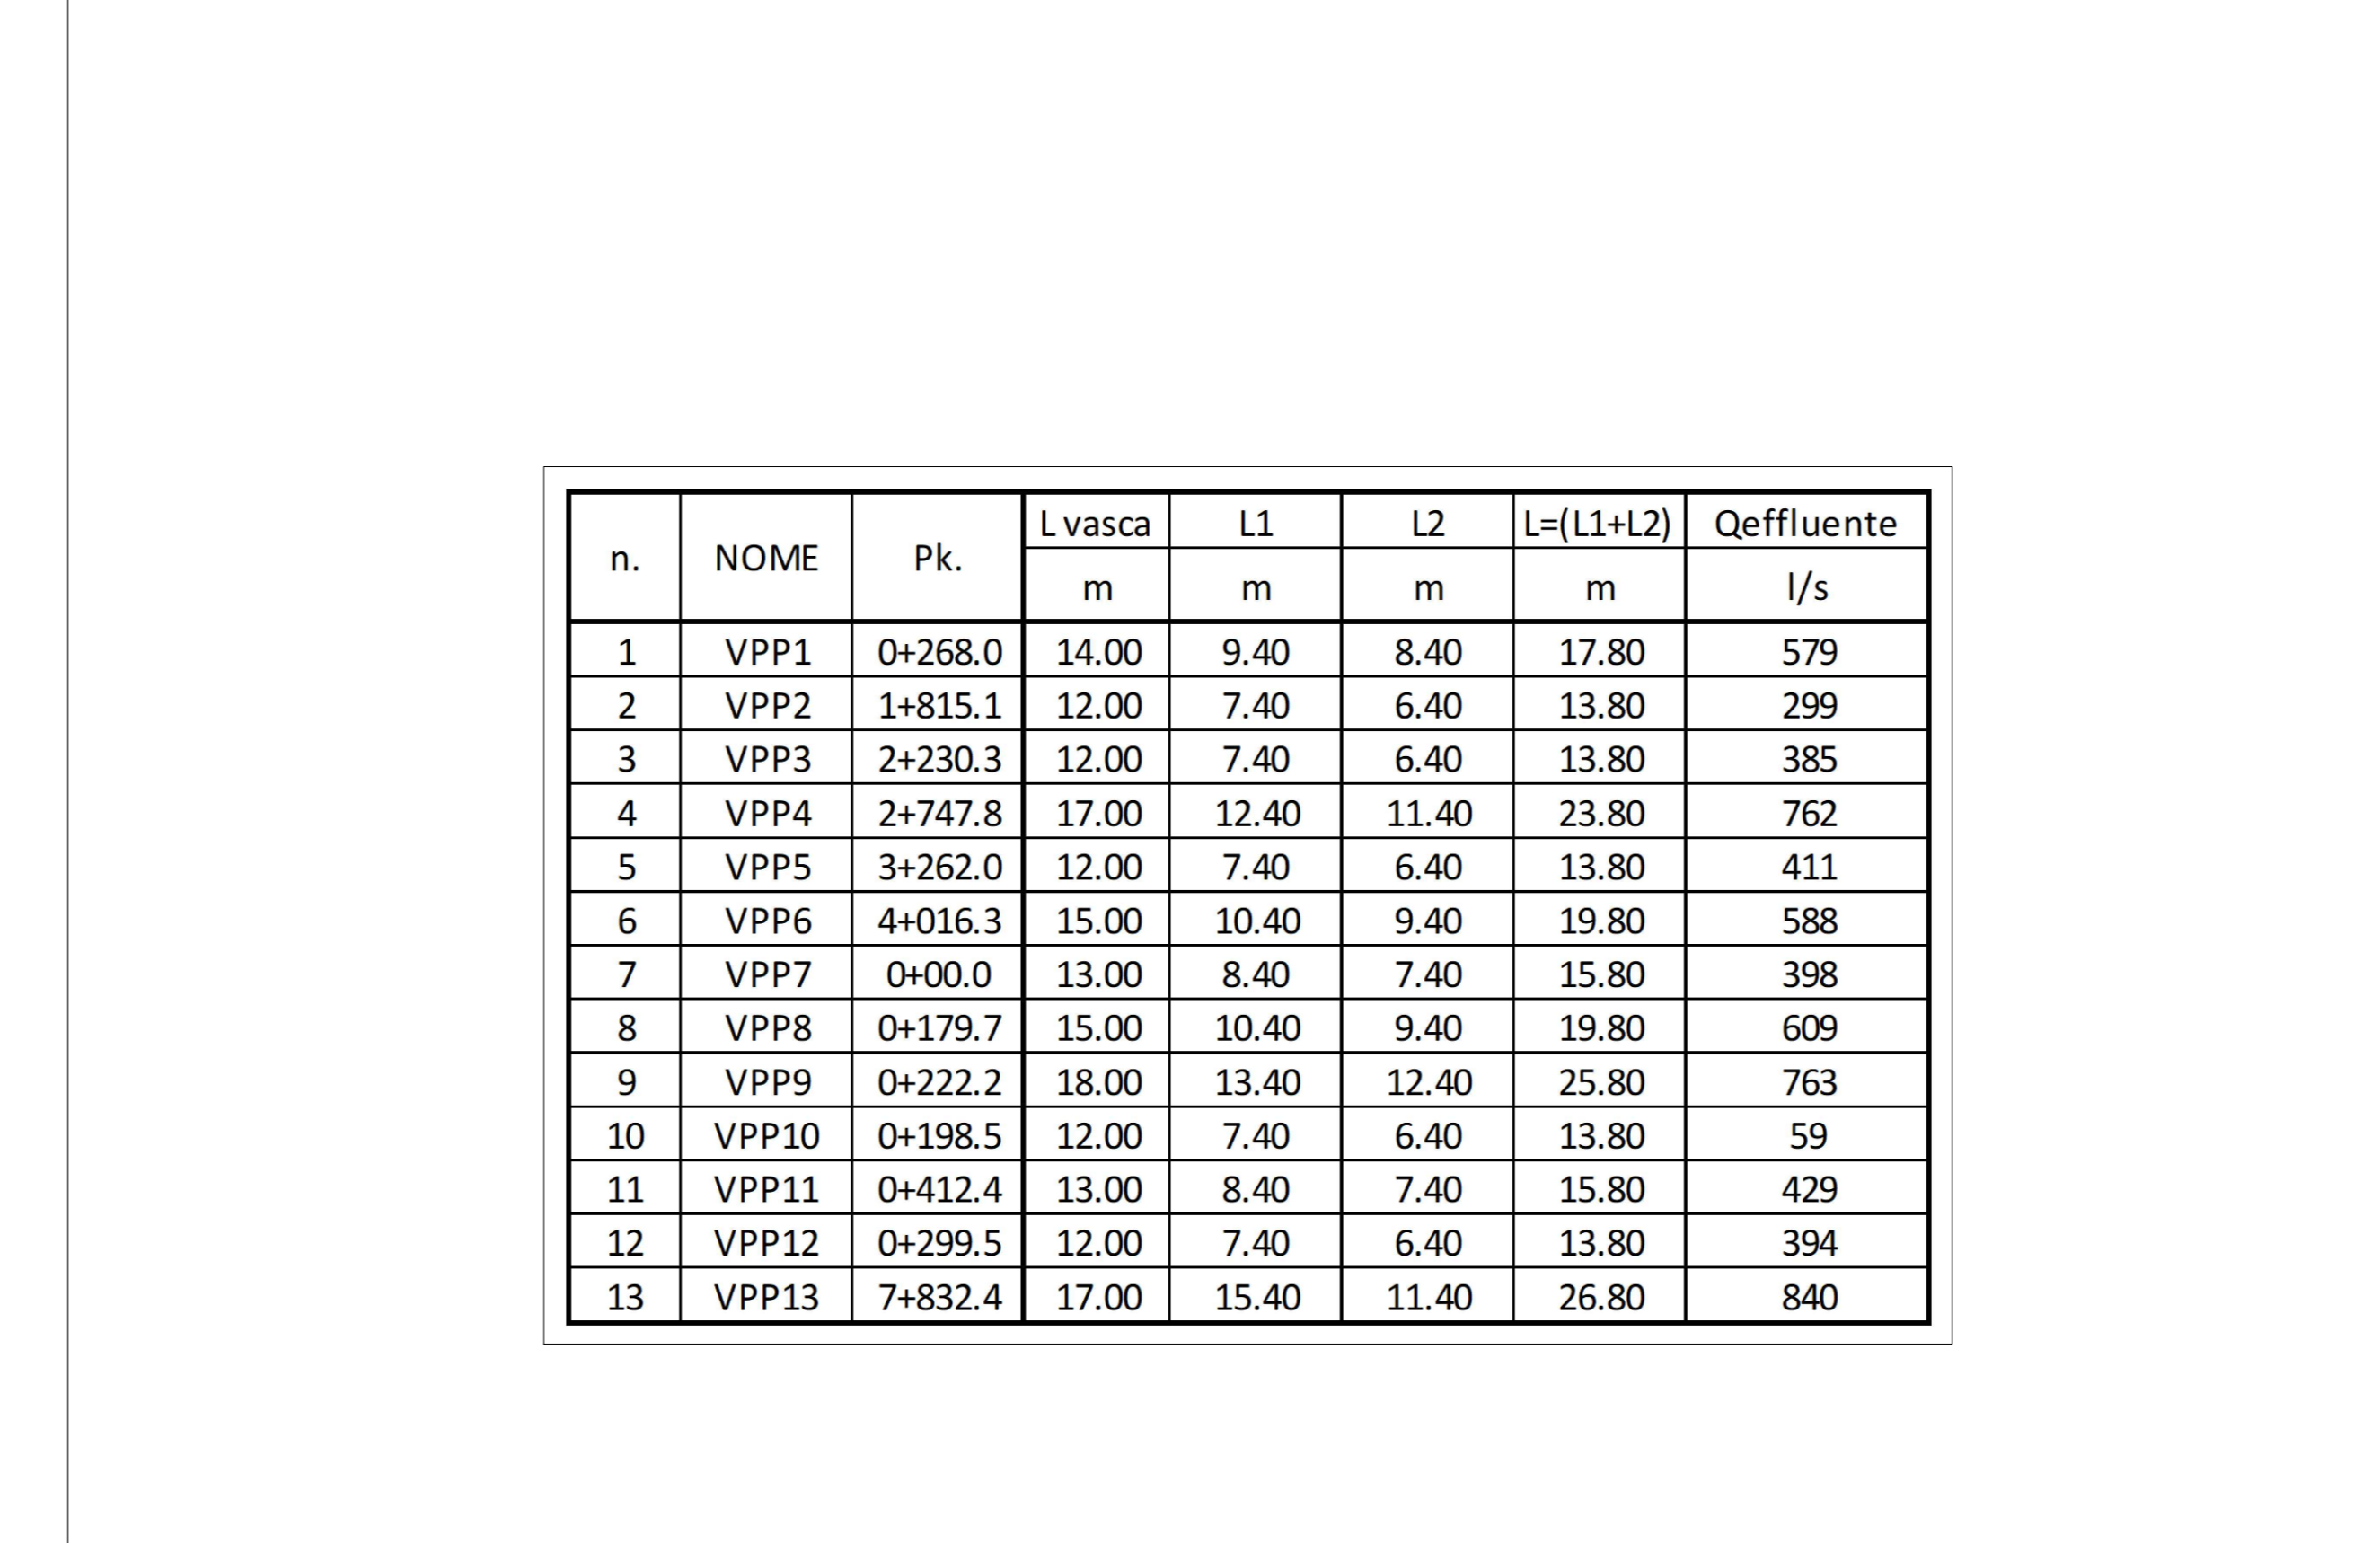 n. NOME Pk. L vasca L1 L2 L=(L1+L2) Qeffluente
m m m m l/s
1 VPP1 0+268.0 14.00 9.40 8.40 17.80 579
2 VPP2 1+815.1 12.00 7.40 6.40 13.80 299
3 VPP3 2+230.3 12.00 7.40 6.40 13.80 385
4 VPP4 2+747.8 17.00 12.40 11.40 23.80 762
5 VPP5 3+262.0 12.00 7.40 6.40 13.80 411
6 VPP6 4+016.3 15.00 10.40 9.40 19.80 588
7 VPP7 0+00.0 13.00 8.40 7.40 15.80 398
8 VPP8 0+179.7 15.00 10.40 9.40 19.80 609
9 VPP9 0+222.2 18.00 13.40 12.40 25.80 763
10 VPP10 0+198.5 12.00 7.40 6.40 13.80 59
11 VPP11 0+412.4 13.00 8.40 7.40 15.80 429
12 VPP12 0+299.5 12.00 7.40 6.40 13.80 394
13 VPP13 7+832.4 17.00 15.40 11.40 26.80 840